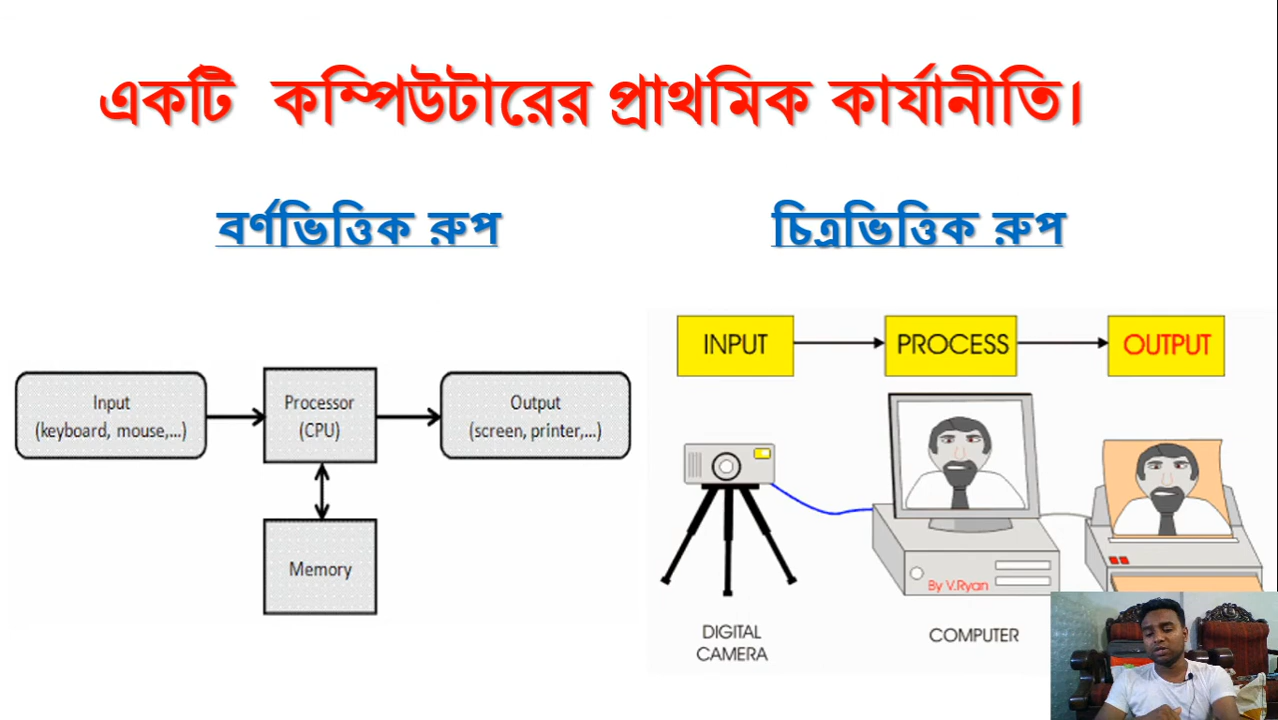 একটি কম্পিউটারের প্রাথমিক কার্যানীতি।
বর্ণভিত্তিক রুপ
চিত্রভিত্তিক রুপ
Input
(keyboard, mouse,...)
Processor
(CPU)
Output
(screen, printer,...)
Memory
INPUT
PROCESS
OUTPUT
By V.Ryan
DIGITAL
CAMERA
COMPUTER